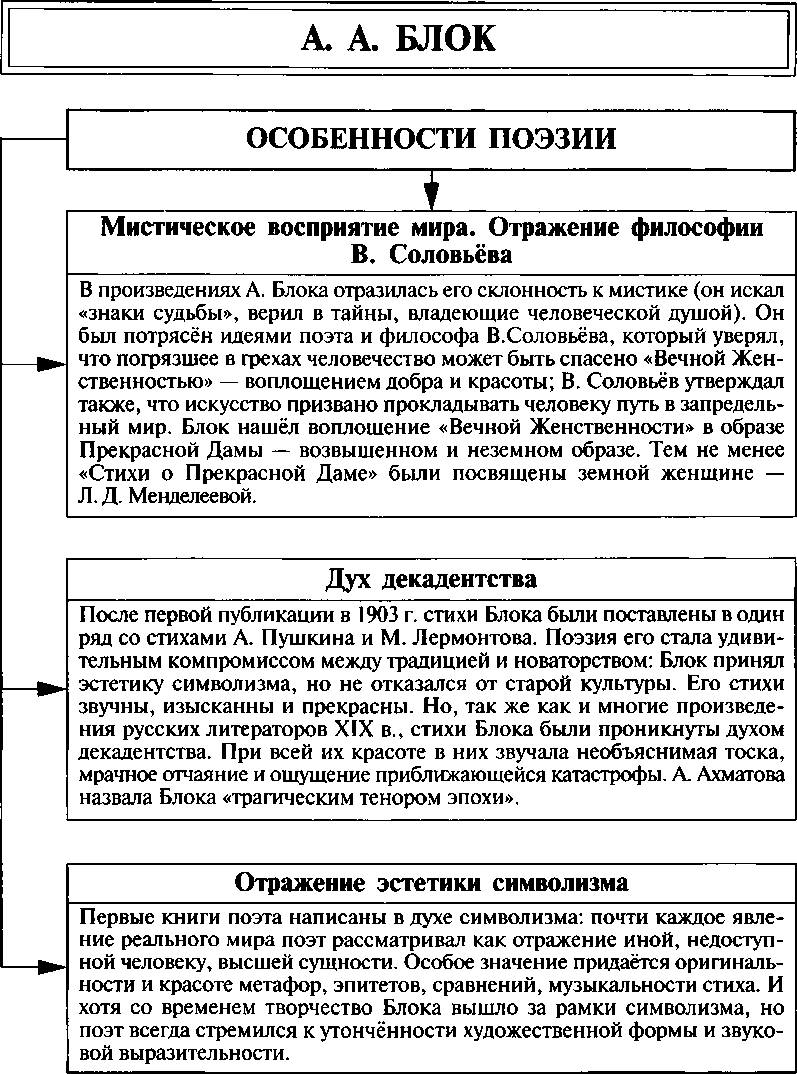 А. А. БЛОК
ОСОБЕННОСТИ ПОЭЗИИ
Мистическое восприятие мира. Отражение философии
В. Соловьёва
В произведениях А. Блока отразилась его склонность к мистике (он искал
«знаки судьбы», верил в тайны, владеющие человеческой душой). Он
был потрясён идеями поэта и философа В.Соловьёва, который уверял,
что погрязшее в грехах человечество может быть спасено «Вечной Жен-
ственностью» — воплощением добра и красоты; В. Соловьёв утверждал
также, что искусство призвано прокладывать человеку путь в запредель-
ный мир. Блок нашёл воплощение «Вечной Женственности» в образе
Прекрасной Дамы — возвышенном и неземном образе. Тем не менее
«Стихи о Прекрасной Даме» были посвящены земной женщине —
Л. Д. Менделеевой.
Дух декадентства
После первой публикации в 1903 г. стихи Блока были поставлены в один
ряд со стихами А. Пушкина и М. Лермонтова. Поэзия его стала удиви-
тельным компромиссом между традицией и новаторством: Блок принял
эстетику символизма, но не отказался от старой культуры. Его стихи
звучны, изысканны и прекрасны. Но, так же как и многие произведе-
ния русских литераторов XIX в., стихи Блока были проникнуты духом
декадентства. При всей их красоте в них звучала необъяснимая тоска,
мрачное отчаяние и ощущение приближающейся катастрофы. А. Ахматова
назвала Блока «трагическим тенором эпохи».
Отражение эстетики символизма
Первые книги поэта написаны в духе символизма: почти каждое явле-
ние реального мира поэт рассматривал как отражение иной, недоступ-
ной человеку, высшей сущности. Особое значение придаётся оригиналь-
ности и красоте метафор, эпитетов, сравнений, музыкальности стиха. И
хотя со временем творчество Блока вышло за рамки символизма, но
поэт всегда стремился к утончённости художественной формы и звуко-
вой выразительности.